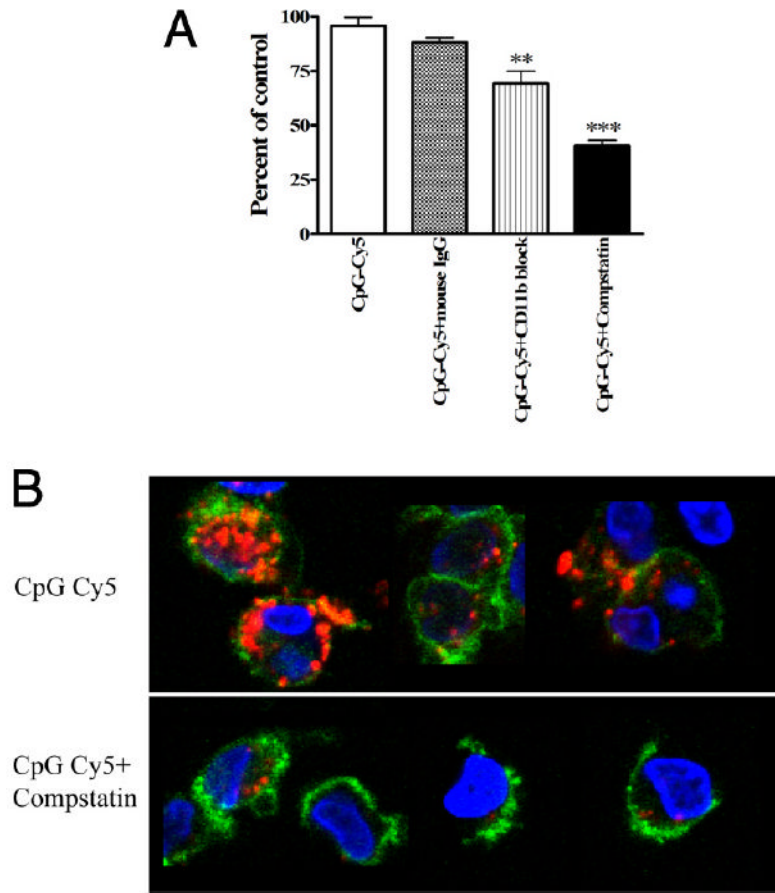 A
Percent of control
100
75
50
25
0
**
***
CpG-Cy5
CpG-Cy5+mouse IgG
CpG-Cy5+CD11b block
CpG-Cy5+Compstatin
B
CpG Cy5
CpG Cy5+
Compstatin